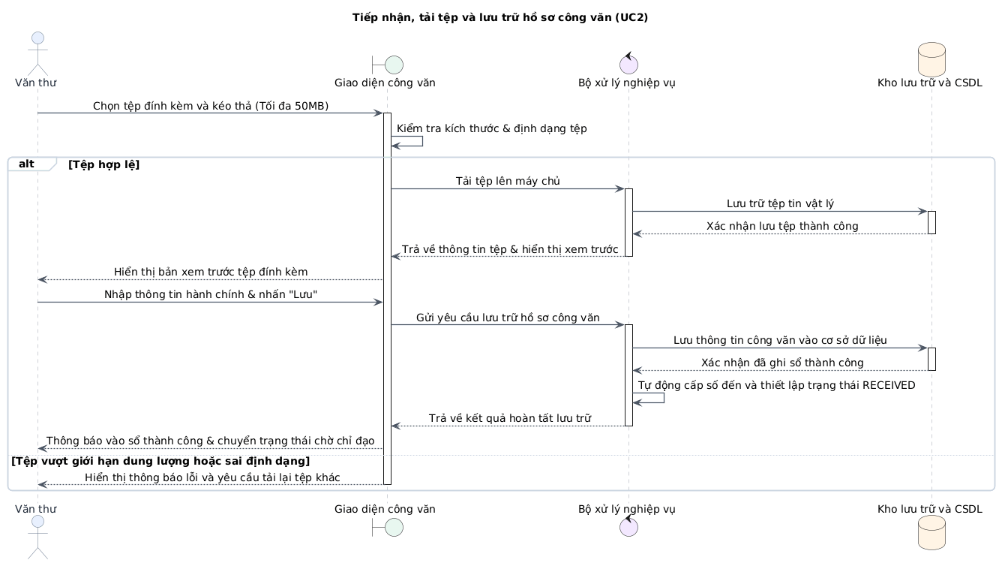 Tiếp nhận, tải tệp và lưu trữ hồ sơ công văn (UC2)
Văn thư
Giao diện công văn
Bộ xử lý nghiệp vụ
Kho lưu trữ và CSDL
Chọn tệp đính kèm và kéo thả (Tối đa 50MB)
Kiểm tra kích thước & định dạng tệp
alt
[Tệp hợp lệ]
Tải tệp lên máy chủ
Lưu trữ tệp tin vật lý
Xác nhận lưu tệp thành công
Trả về thông tin tệp & hiển thị xem trước
Hiển thị bản xem trước tệp đính kèm
Nhập thông tin hành chính & nhấn "Lưu"
Gửi yêu cầu lưu trữ hồ sơ công văn
Lưu thông tin công văn vào cơ sở dữ liệu
Xác nhận đã ghi sổ thành công
Tự động cấp số đến và thiết lập trạng thái RECEIVED
Trả về kết quả hoàn tất lưu trữ
Thông báo vào sổ thành công & chuyển trạng thái chờ chỉ đạo
[Tệp vượt giới hạn dung lượng hoặc sai định dạng]
Hiển thị thông báo lỗi và yêu cầu tải lại tệp khác
Văn thư
Giao diện công văn
Bộ xử lý nghiệp vụ
Kho lưu trữ và CSDL